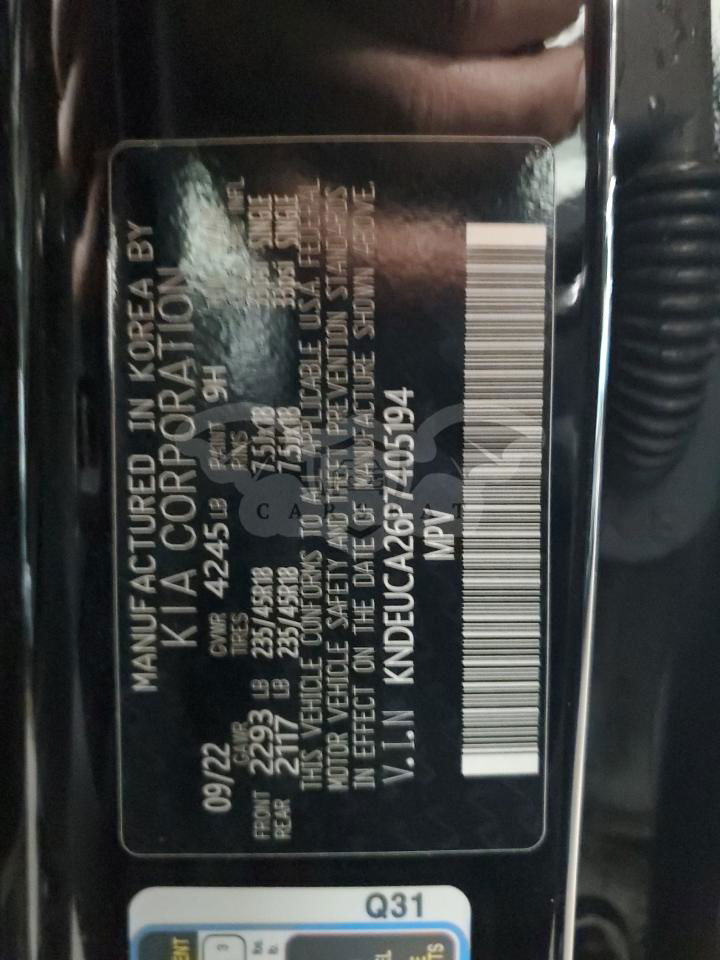 MANUFACTURED IN KOREA BY
KIA CORPORATION
09/22 GVWR 4245 LB PAINT 9H
GAWR TIRES RNS
FRONT 2293 LB 235/45R18 7.5Jx18 33psi SINGLE
REAR 2117 LB 235/45R18 7.5Jx18 33psi SINGLE
THIS VEHICLE CONFORMS TO ALL APPLICABLE U.S.A. FEDERAL
MOTOR VEHICLE SAFETY AND THEFT PREVENTION STANDARDS
IN EFFECT ON THE DATE OF MANUFACTURE SHOWN ABOVE.
V.I.N KNDEUCA26P7405194
MPV
Q31